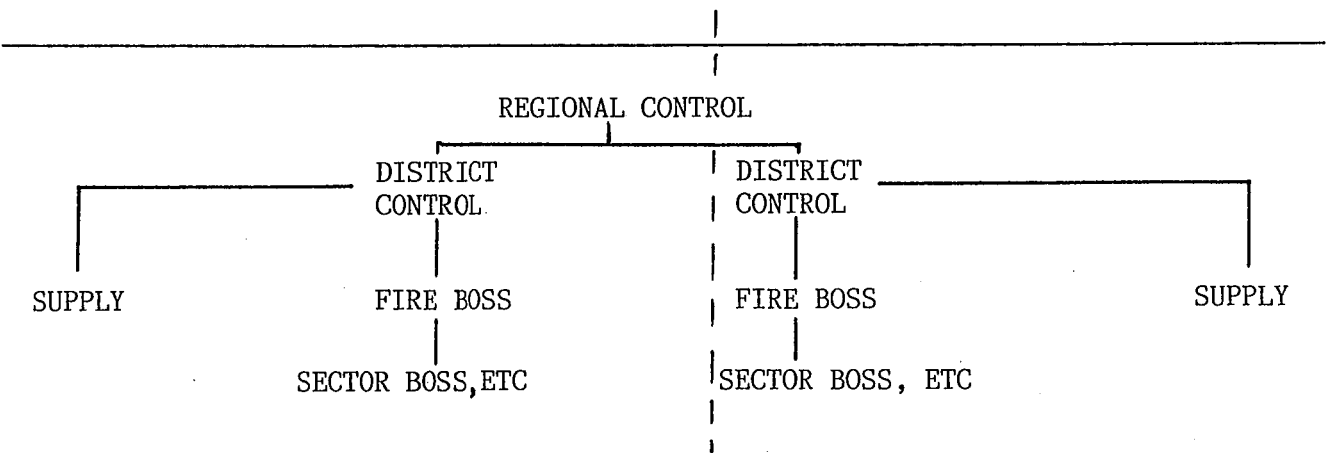 REGIONAL CONTROL
DISTRICT
CONTROL
DISTRICT
CONTROL
SUPPLY
FIRE BOSS
FIRE BOSS
SUPPLY
SECTOR BOSS,ETC
SECTOR BOSS, ETC